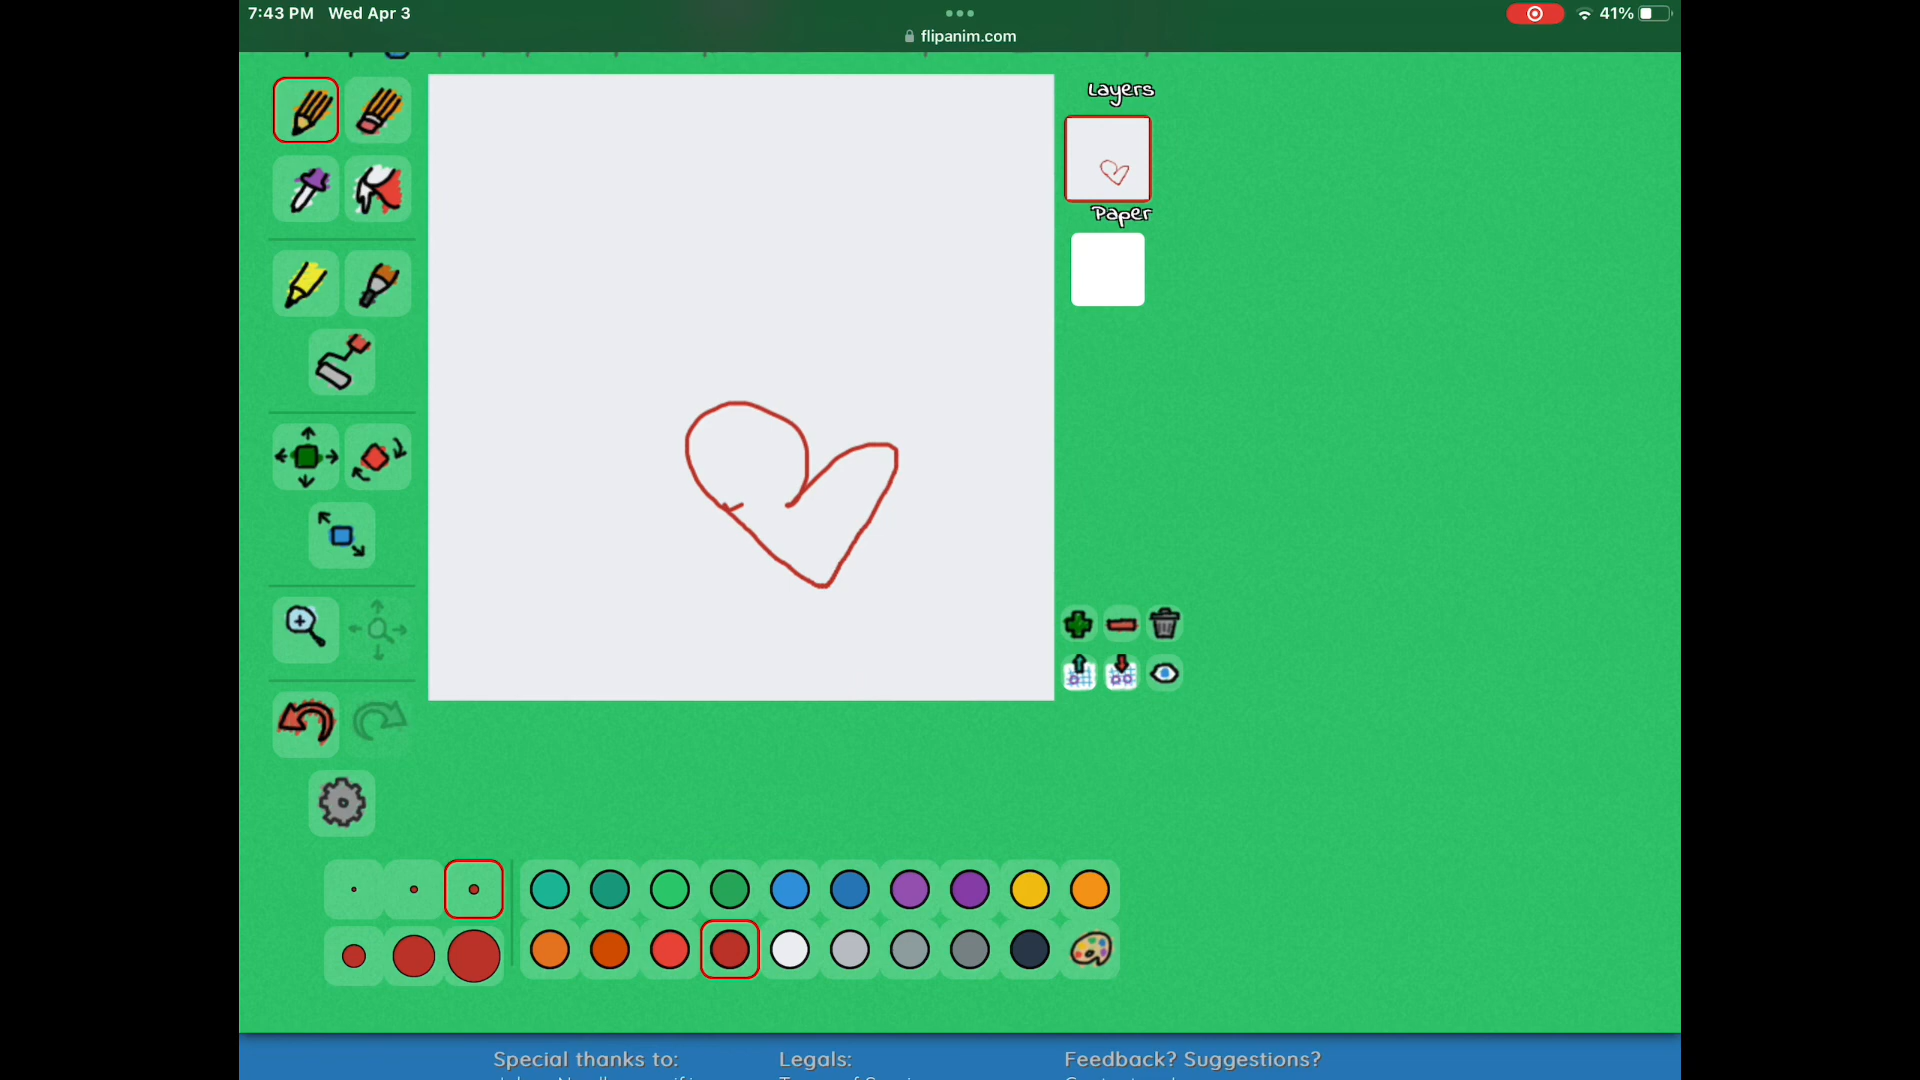 7:43 PM Wed Apr 3
41%
flipanim.com
Layers
Paper
Special thanks to:
Legals:
Feedback? Suggestions?